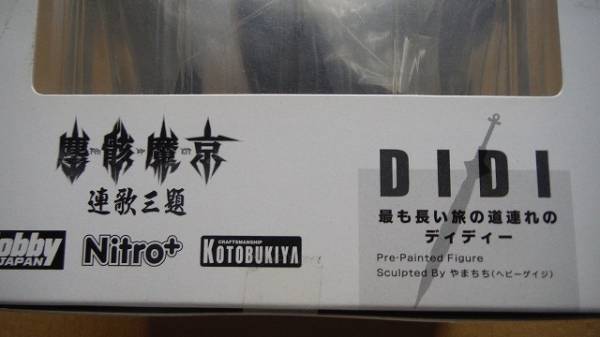 塵骸魔京
連歌三題
Hobby
JAPAN
Nitro+
CRAFTSMANSHIP
KOTOBUKIYA
DIDI
最も長い旅の道連れの
ディディー
Pre-Painted Figure
Sculpted By やまちち(ヘビーゲイジ)